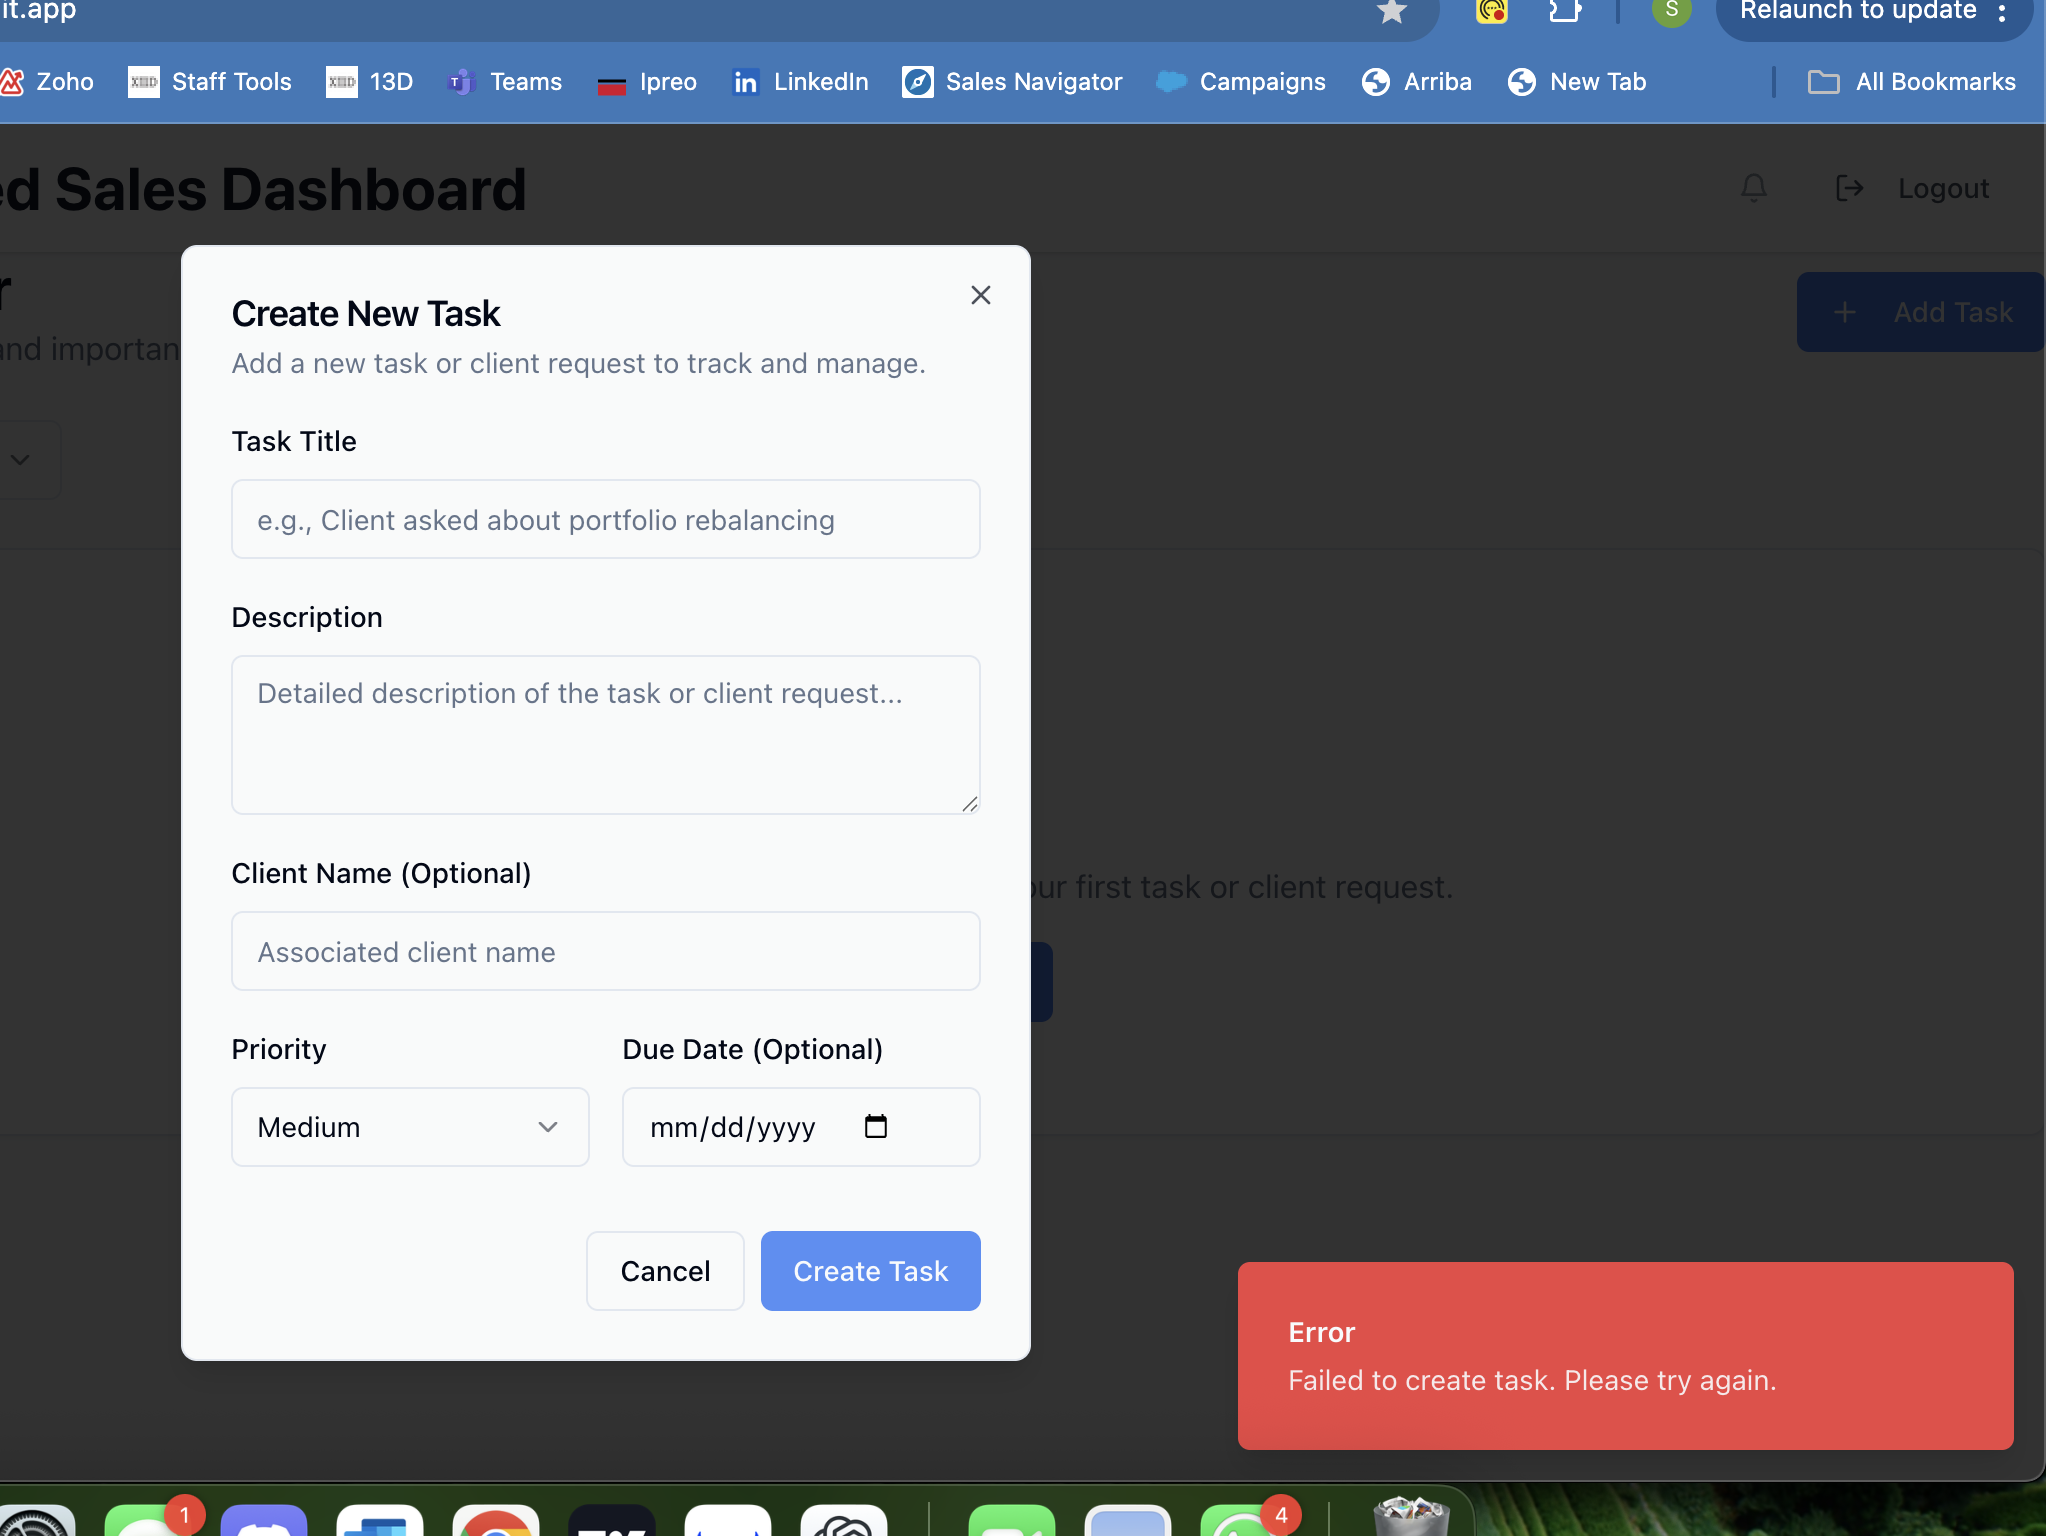 it.app
S
Relaunch to update
Zoho
Staff Tools
13D
Teams
Ipreo
LinkedIn
Sales Navigator
Campaigns
Arriba
New Tab
All Bookmarks
ed Sales Dashboard
Logout
r
and importan
Add Task
Create New Task
Add a new task or client request to track and manage.
Task Title
e.g., Client asked about portfolio rebalancing
Description
Detailed description of the task or client request...
Client Name (Optional)
our first task or client request.
Associated client name
Priority
Due Date (Optional)
Medium
mm/dd/yyyy
Cancel
Create Task
Error
Failed to create task. Please try again.
1
4